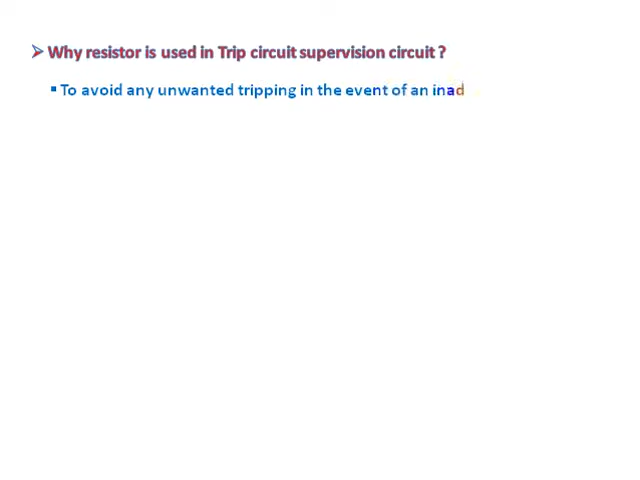 Why resistor is used in Trip circuit supervision circuit ?
To avoid any unwanted tripping in the event of an inad